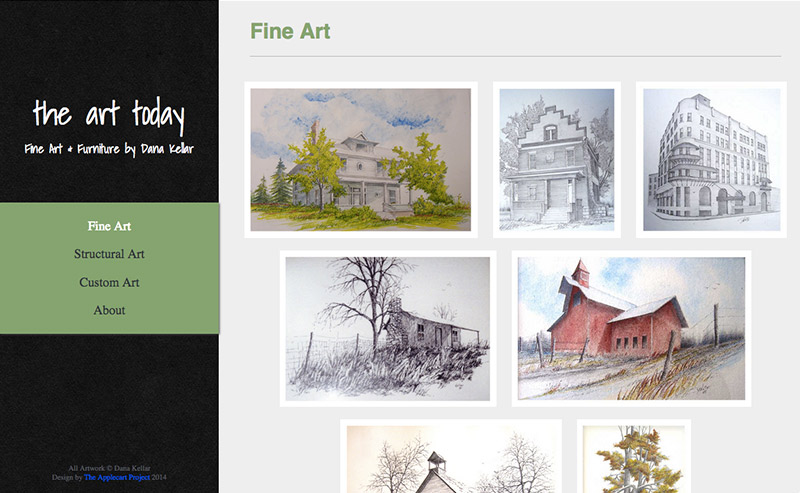 the art today
Fine Art & Furniture by Dana Kellar
Fine Art
Structural Art
Custom Art
About
All Artwork © Dana Kellar
Design by The Applecart Project 2014
Fine Art